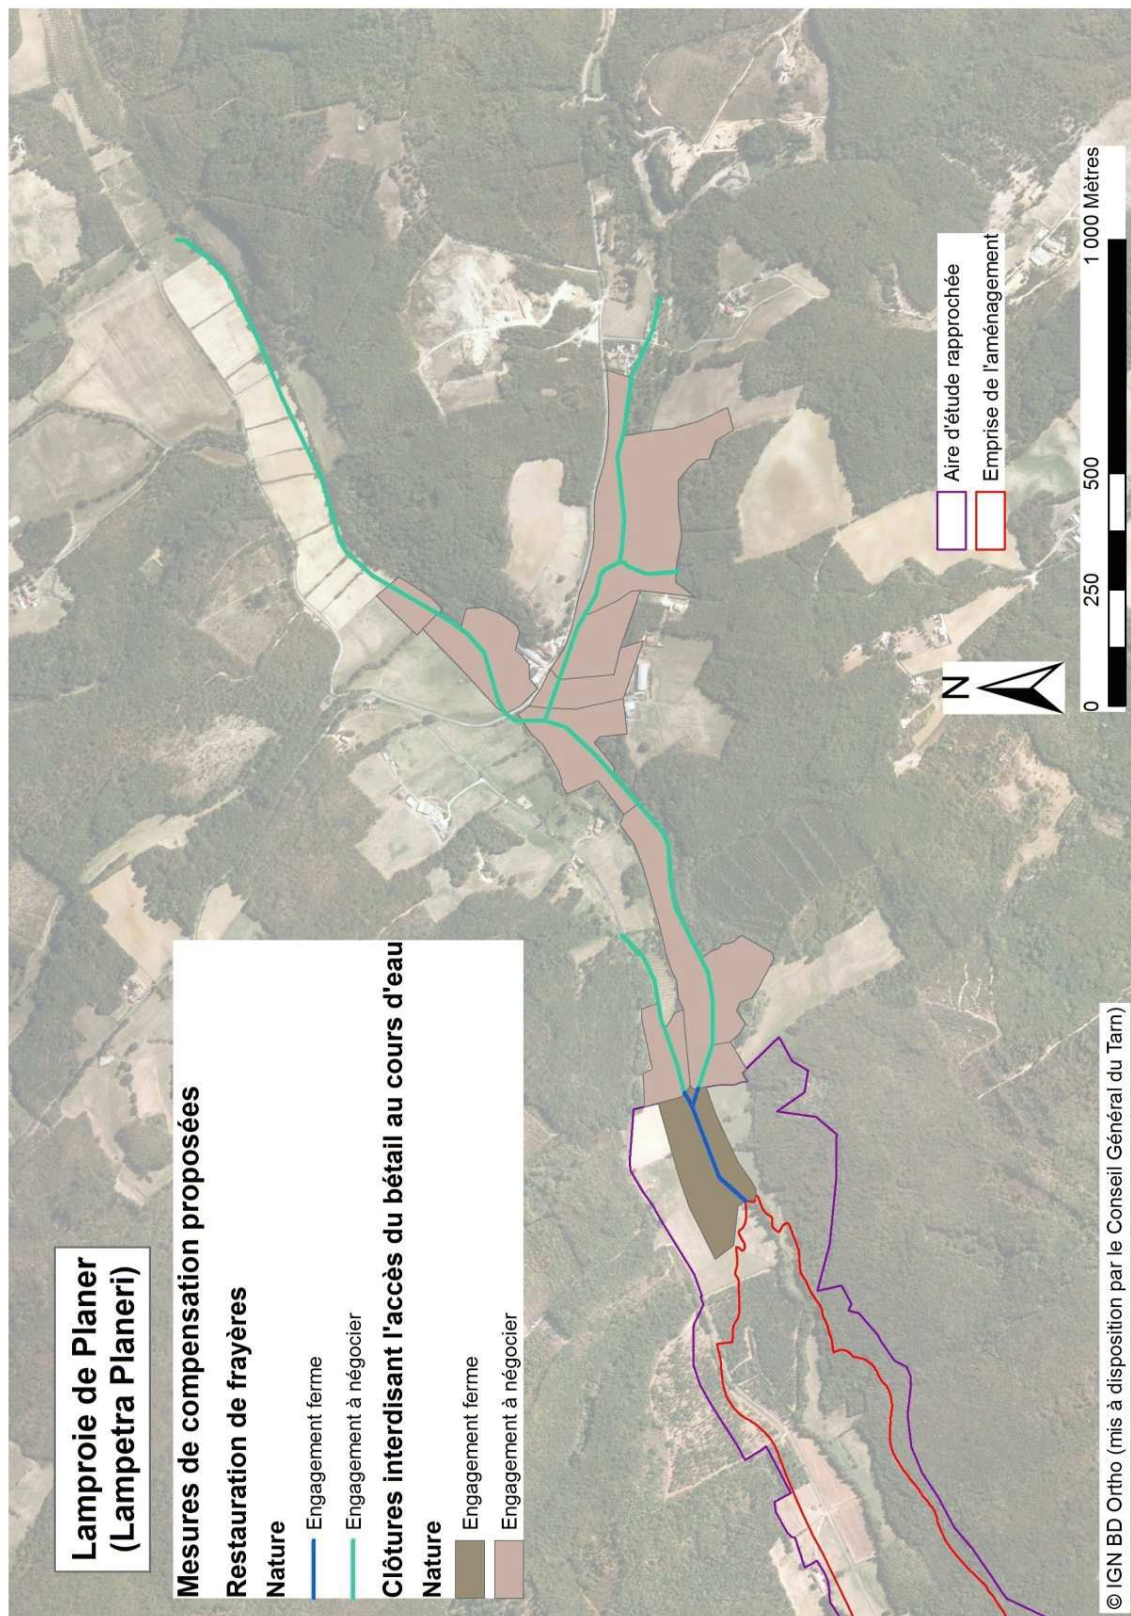 Lamproie de Planer
(Lampetra Planeri)
Mesures de compensation proposées
Restauration de frayères
Nature
Engagement ferme
Engagement à négocier
Clôtures interdisant l'accès du bétail au cours d'eau
Nature
Engagement ferme
Engagement à négocier
Aire d'étude rapprochée
Emprise de l'aménagement
N
0 250 500 1 000 Mètres
© IGN BD Ortho (mis à disposition par le Conseil Général du Tarn)